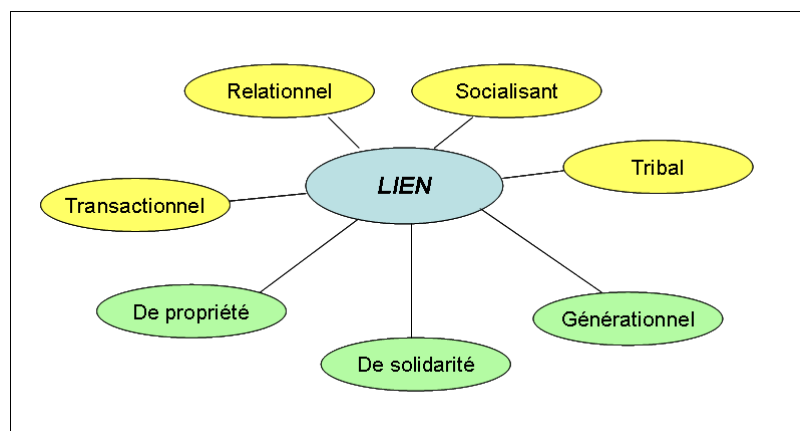 Relationnel
Socialisant
LIEN
Tribal
Transactionnel
De propriété
Générationnel
De solidarité